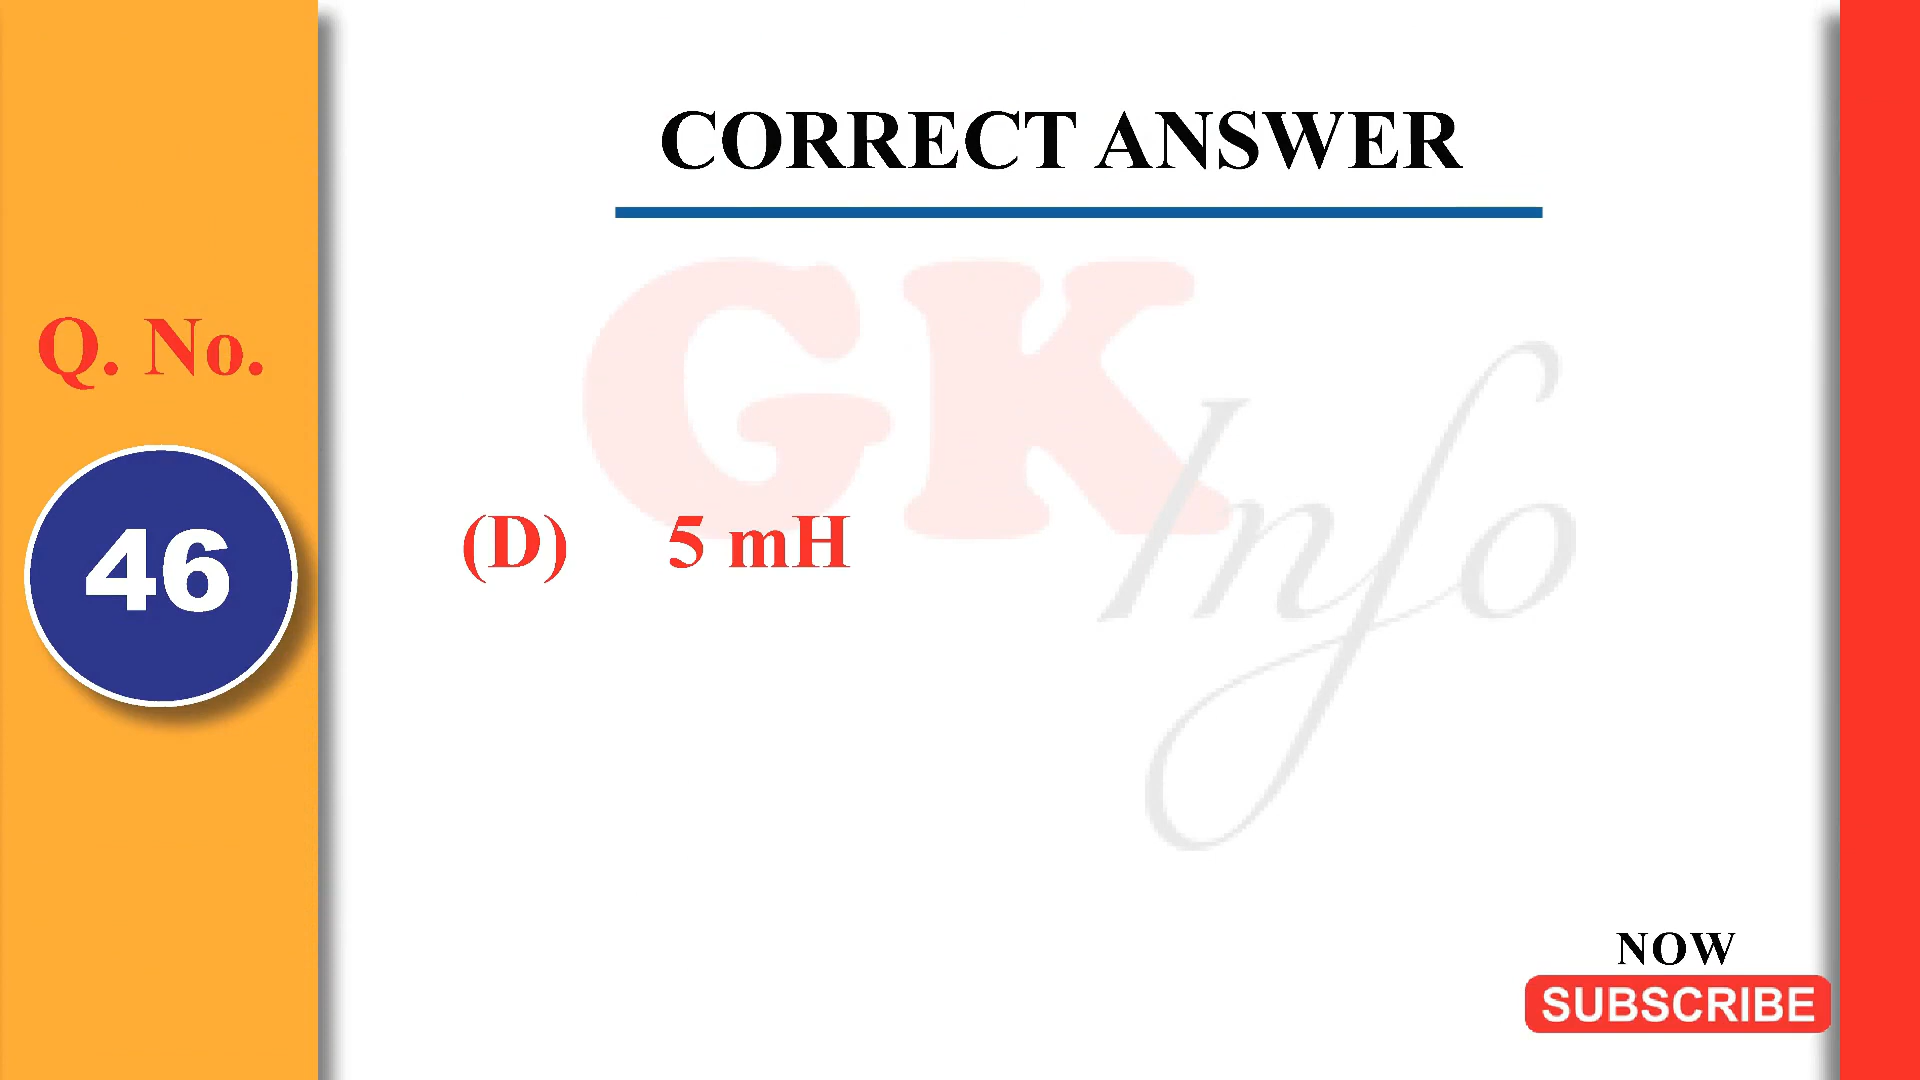 CORRECT ANSWER
GK Info
Q. No.
46
(D) 5 mH
NOW
SUBSCRIBE